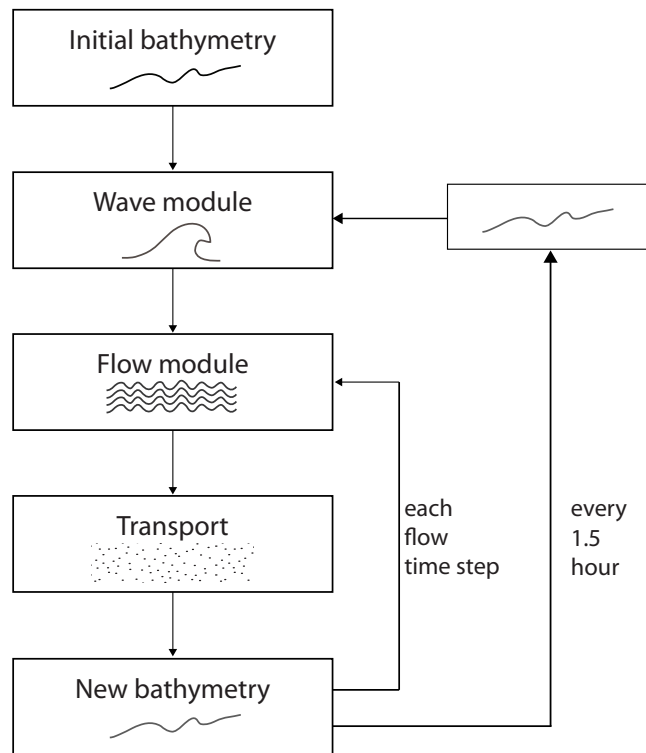 Initial bathymetry
Wave module
Flow module
Transport
each
flow
time step
every
1.5
hour
New bathymetry